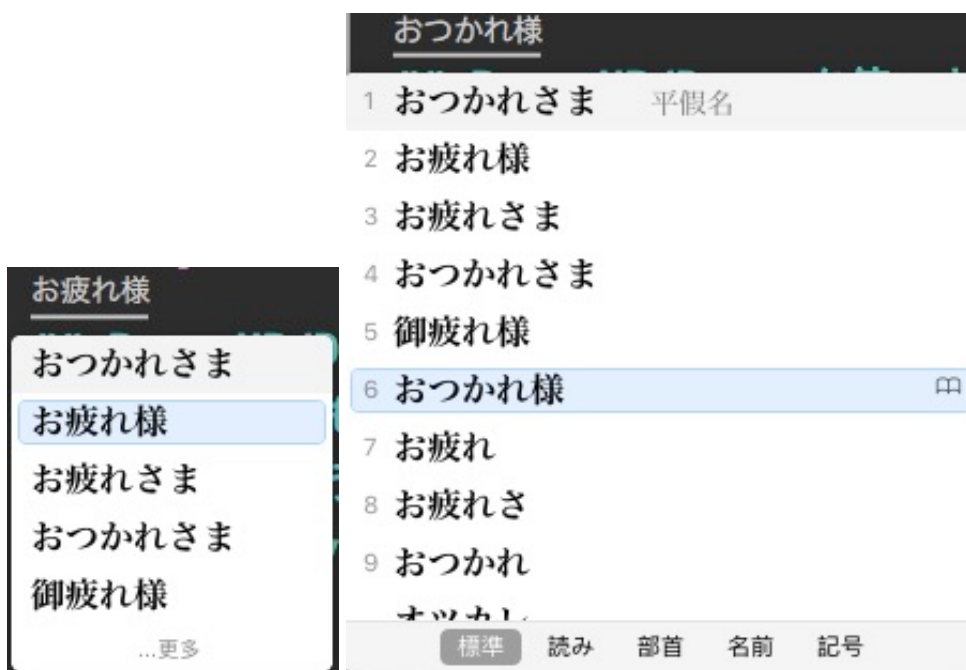 お疲れ様
おつかれさま
お疲れ様
お疲れさま
おつかれさま
御疲れ様
...更多
おつかれ様
1 おつかれさま 平假名
2 お疲れ様
3 お疲れさま
4 おつかれさま
5 御疲れ様
6 おつかれ様
7 お疲れ
8 お疲れさ
9 おつかれ
オツカレ
標準 読み 部首 名前 記号